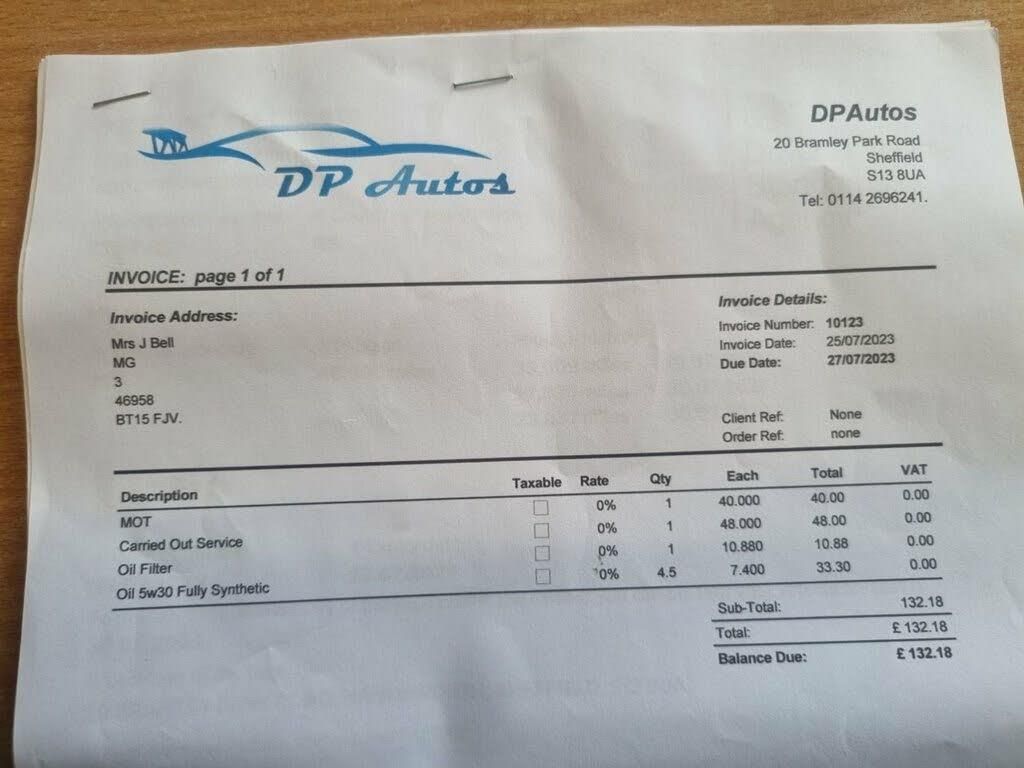 DP Autos
DPAutos
20 Bramley Park Road
Sheffield
S13 8UA
Tel: 0114 2696241.
INVOICE: page 1 of 1
Invoice Address:
Mrs J Bell
MG
3
46958
BT15 FJV.
Invoice Details:
Invoice Number: 10123
Invoice Date: 25/07/2023
Due Date: 27/07/2023
Client Ref: None
Order Ref: none
Description Taxable Rate Qty Each Total VAT
MOT 0% 1 40.000 40.00 0.00
Carried Out Service 0% 1 48.000 48.00 0.00
Oil Filter 0% 1 10.880 10.88 0.00
Oil 5w30 Fully Synthetic 0% 4.5 7.400 33.30 0.00
Sub-Total: 132.18
Total: £ 132.18
Balance Due: £ 132.18